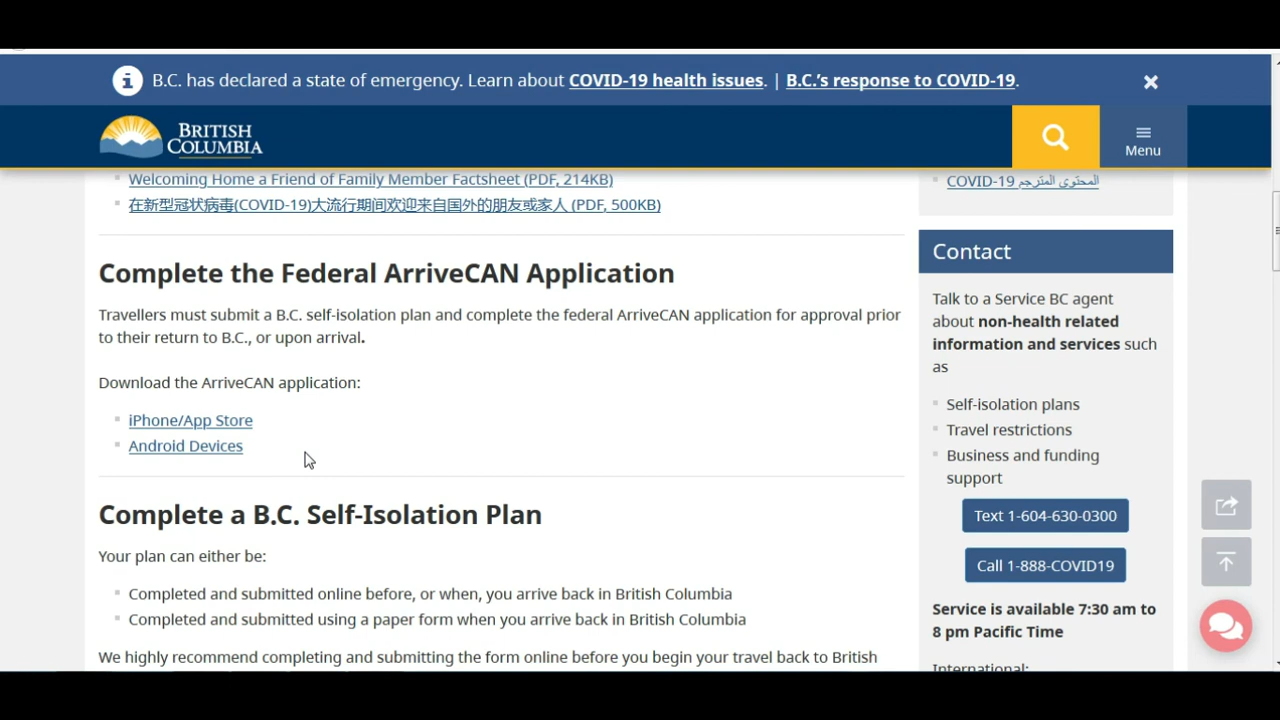 B.C. has declared a state of emergency. Learn about COVID-19 health issues. | B.C.'s response to COVID-19.
BRITISH
COLUMBIA
Menu
Welcoming Home a Friend of Family Member Factsheet (PDF, 214KB)
在新型冠状病毒(COVID-19)大流行期间欢迎来自国外的朋友或家人 (PDF, 500KB)
Complete the Federal ArriveCAN Application
Travellers must submit a B.C. self-isolation plan and complete the federal ArriveCAN application for approval prior
to their return to B.C., or upon arrival.
Download the ArriveCAN application:
iPhone/App Store
Android Devices
Complete a B.C. Self-Isolation Plan
Your plan can either be:
Completed and submitted online before, or when, you arrive back in British Columbia
Completed and submitted using a paper form when you arrive back in British Columbia
We highly recommend completing and submitting the form online before you begin your travel back to British
المحتوى المترجم COVID-19
Contact
Talk to a Service BC agent
about non-health related
information and services such
as
Self-isolation plans
Travel restrictions
Business and funding
support
Text 1-604-630-0300
Call 1-888-COVID19
Service is available 7:30 am to
8 pm Pacific Time
International: